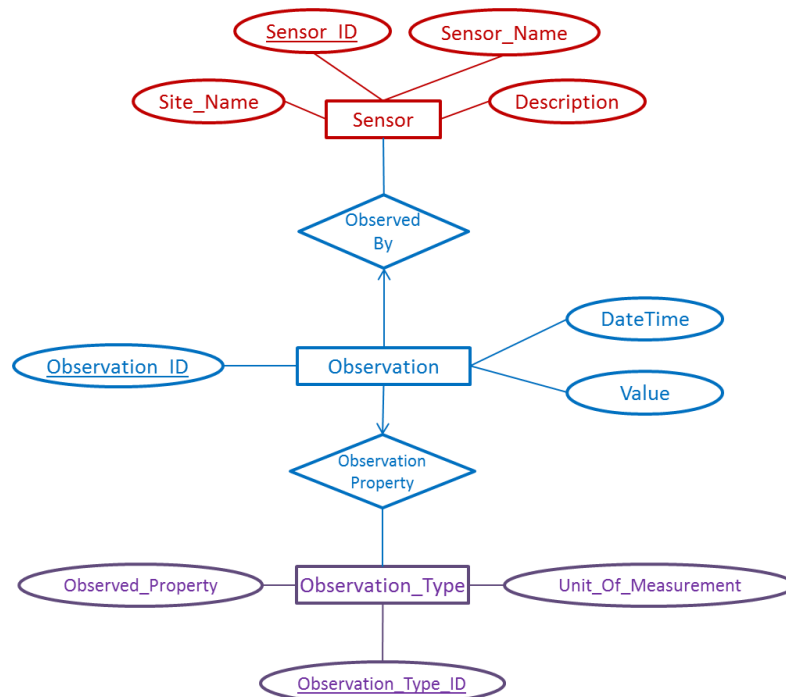 Sensor_ID
Sensor_Name
Site_Name
Description
Sensor
Observed
By
DateTime
Observation_ID
Observation
Value
Observation
Property
Observed_Property
Observation_Type
Unit_Of_Measurement
Observation_Type_ID